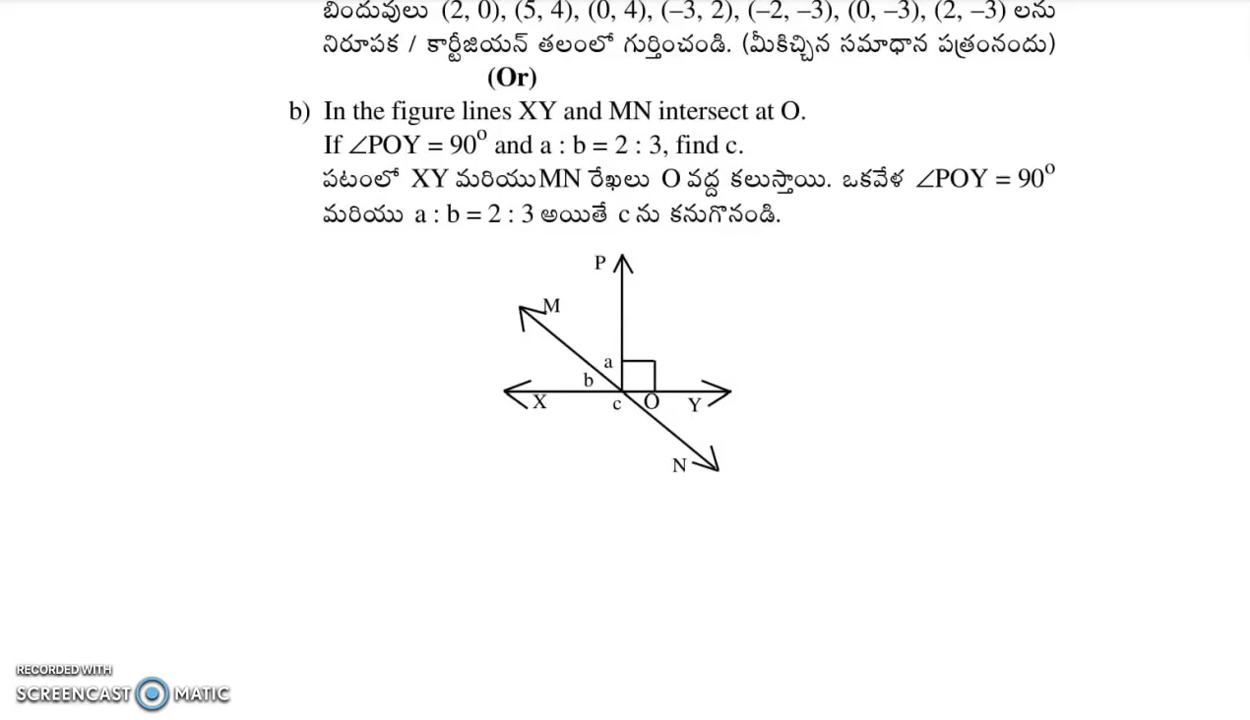 బిందువులు (2, 0), (5, 4), (0, 4), (–3, 2), (–2, –3), (0, –3), (2, –3) లను
నిరూపక / కార్టీజియన్ తలంలో గుర్తించండి. (మీకిచ్చిన సమాధాన పత్రంనందు)
(Or)
b) In the figure lines XY and MN intersect at O.
If ∠POY = 90⁰ and a : b = 2 : 3, find c.
పటంలో XY మరియు MN రేఖలు O వద్ద కలుస్తాయి. ఒకవేళ ∠POY = 90⁰
మరియు a : b = 2 : 3 అయితే c ను కనుగొనండి.
P
M
a
b
X
c
O
Y
N
RECORDED WITH
SCREENCAST MATIC